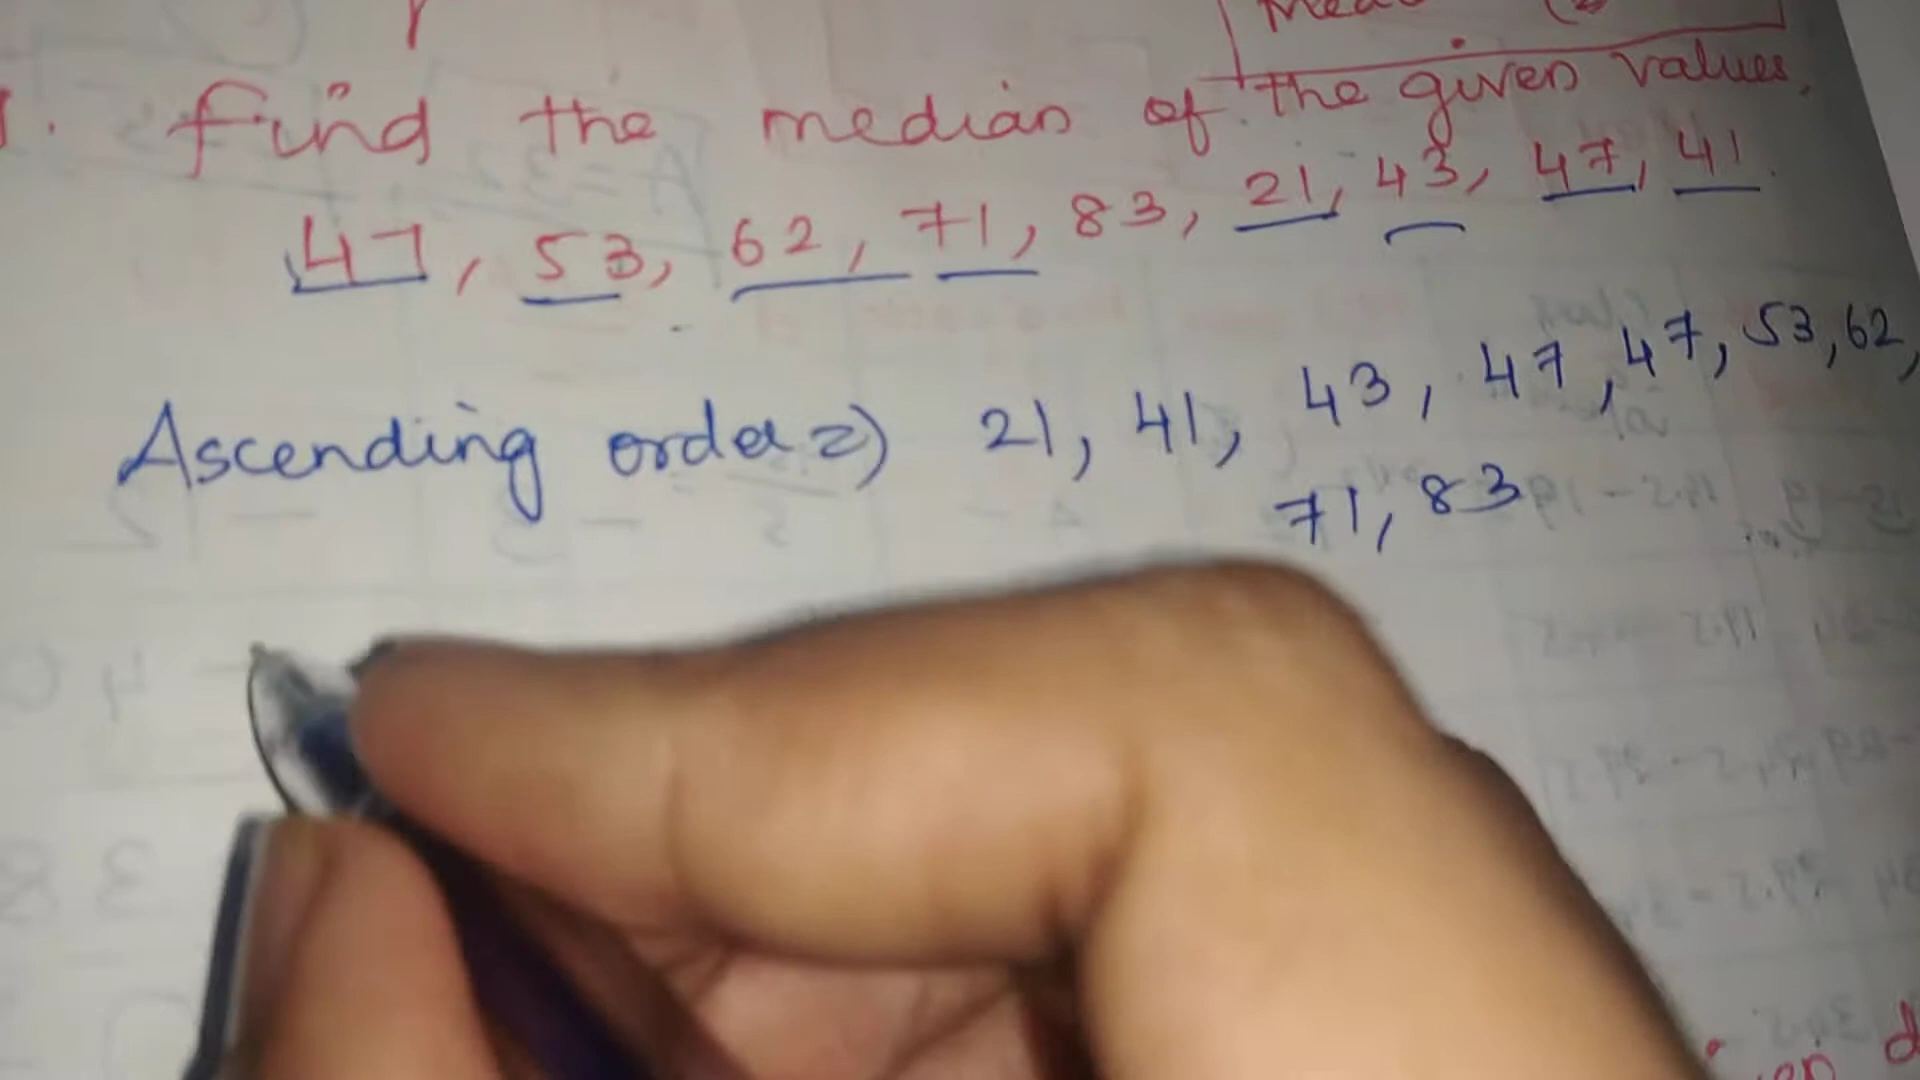 find the median of the given values.
47, 53, 62, 71, 83, 21, 43, 47, 41.
Ascending order => 21, 41, 43, 47, 47, 53, 62,
71, 83